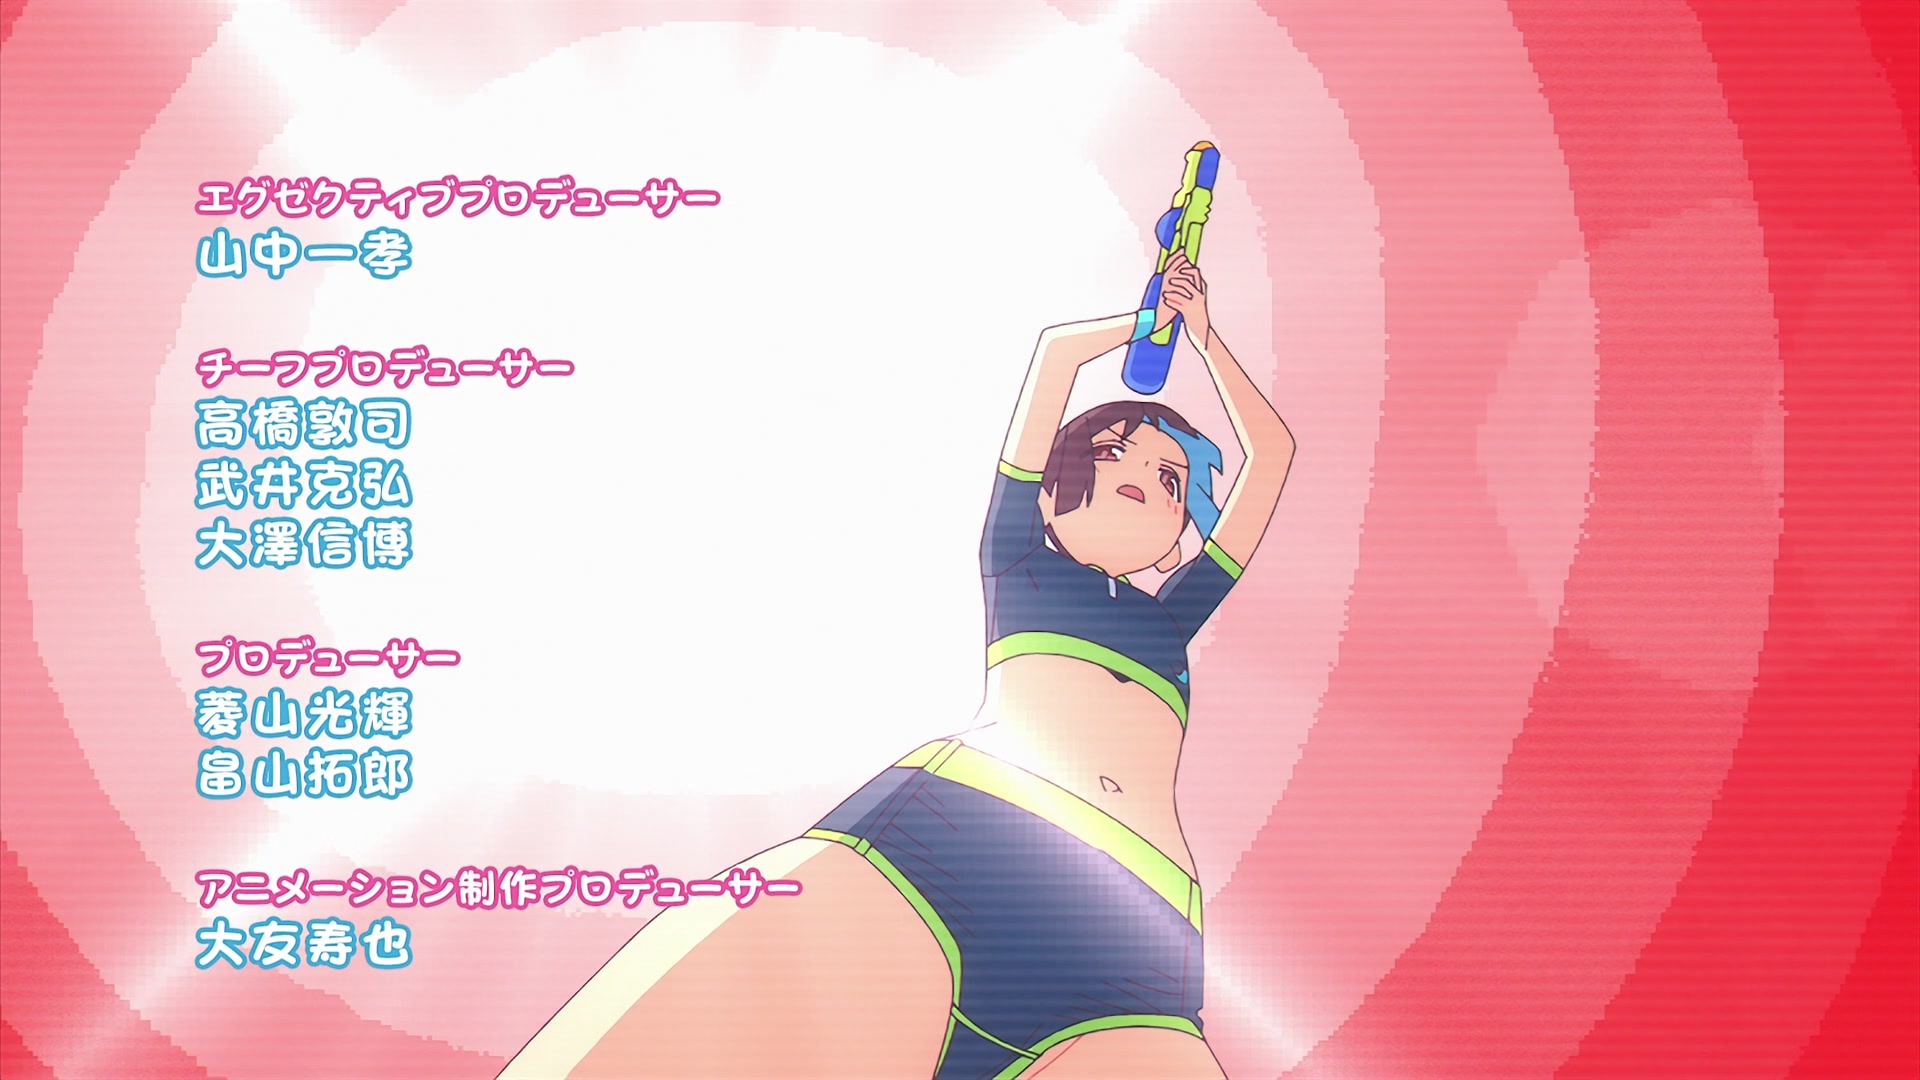 エグゼクティブプロデューサー
山中一孝
チーフプロデューサー
高橋敦司
武井克弘
大澤信博
プロデューサー
菱山光輝
畠山拓郎
アニメーション制作プロデューサー
大友寿也